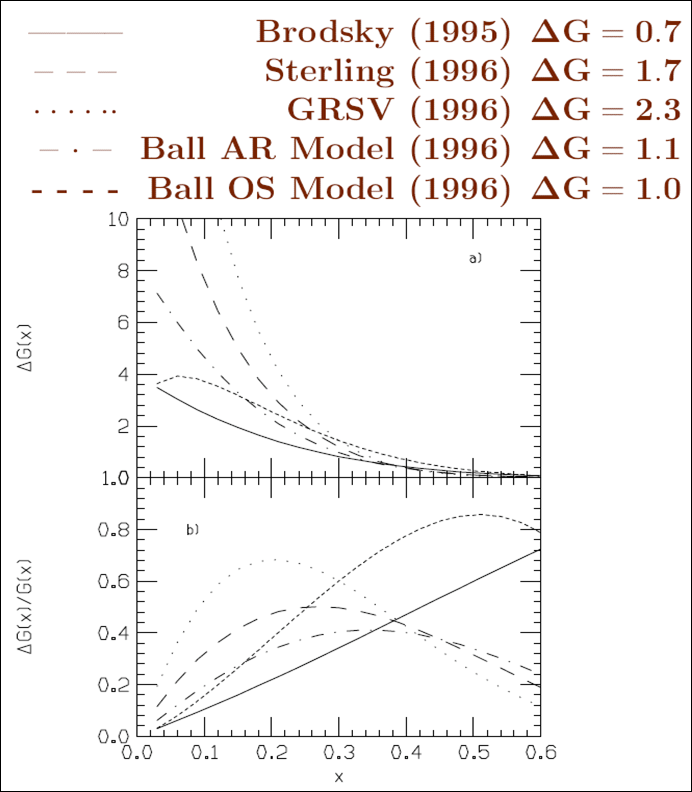 Brodsky (1995) ΔG = 0.7
Sterling (1996) ΔG = 1.7
GRSV (1996) ΔG = 2.3
Ball AR Model (1996) ΔG = 1.1
Ball OS Model (1996) ΔG = 1.0
10
a)
8
6
ΔG(x)
4
2
1.0
b)
0.8
0.6
ΔG(x)/G(x)
0.4
0.2
0.0
0.0 0.1 0.2 0.3 0.4 0.5 0.6
x